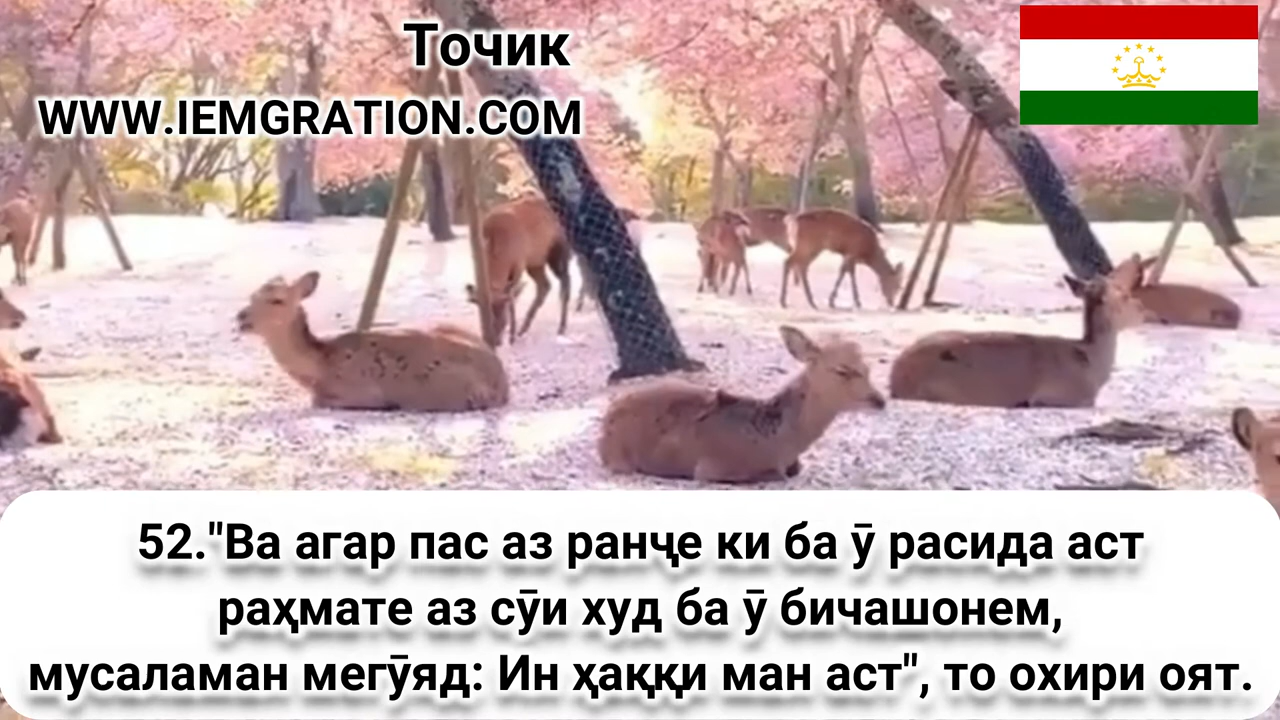 Точик
WWW.IEMGRATION.COM
52."Ва агар пас аз ранҷе ки ба ӯ расида аст
раҳмате аз сӯи худ ба ӯ бичашонем,
мусаламан мегӯяд: Ин ҳаққи ман аст", то охири оят.